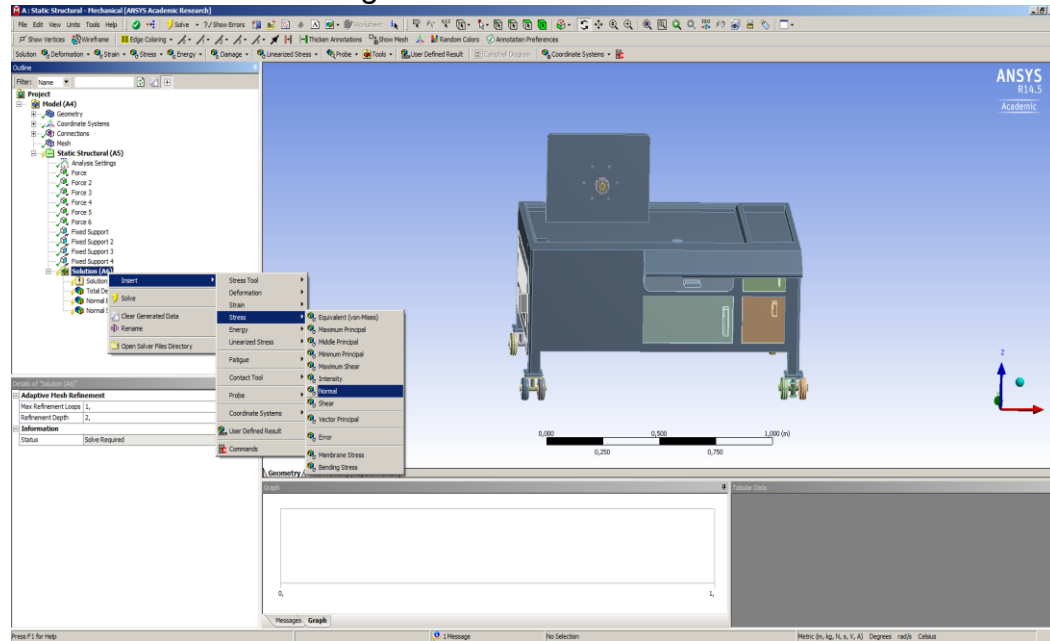 A : Static Structural - Mechanical [ANSYS Academic Research]
File Edit View Units Tools Help Solve ?/ Show Errors Worksheet
Show Vertices Wireframe Edge Coloring Thicken Annotations Show Mesh Random Colors Annotation Preferences
Solution Deformation Strain Stress Energy Damage Linearized Stress Probe Tools User Defined Result Campbell Diagram Coordinate Systems
Outline
Filter: Name
Project
Model (A4)
Geometry
Coordinate Systems
Connections
Mesh
Static Structural (A5)
Analysis Settings
Force
Force 2
Force 3
Force 4
Force 5
Force 6
Fixed Support
Fixed Support 2
Fixed Support 3
Fixed Support 4
Solution (A6)
Solution
Total De
Normal
Normal
Insert
Solve
Clear Generated Data
Rename
Open Solver Files Directory
Stress Tool
Deformation
Strain
Stress
Energy
Linearized Stress
Fatigue
Contact Tool
Probe
Coordinate Systems
User Defined Result
Commands
Equivalent (von-Mises)
Maximum Principal
Middle Principal
Minimum Principal
Maximum Shear
Intensity
Normal
Shear
Vector Principal
Error
Membrane Stress
Bending Stress
Details of "Solution (A6)"
Adaptive Mesh Refinement
Max Refinement Loops 1,
Refinement Depth 2,
Information
Status Solve Required
ANSYS
R14.5
Academic
Z
0,000 0,500 1,000 (m)
0,250 0,750
Geometry
Graph
Tabular Data
0, 1,
Messages Graph
Press F1 for Help 1 Message No Selection Metric (m, kg, N, s, V, A) Degrees rad/s Celsius